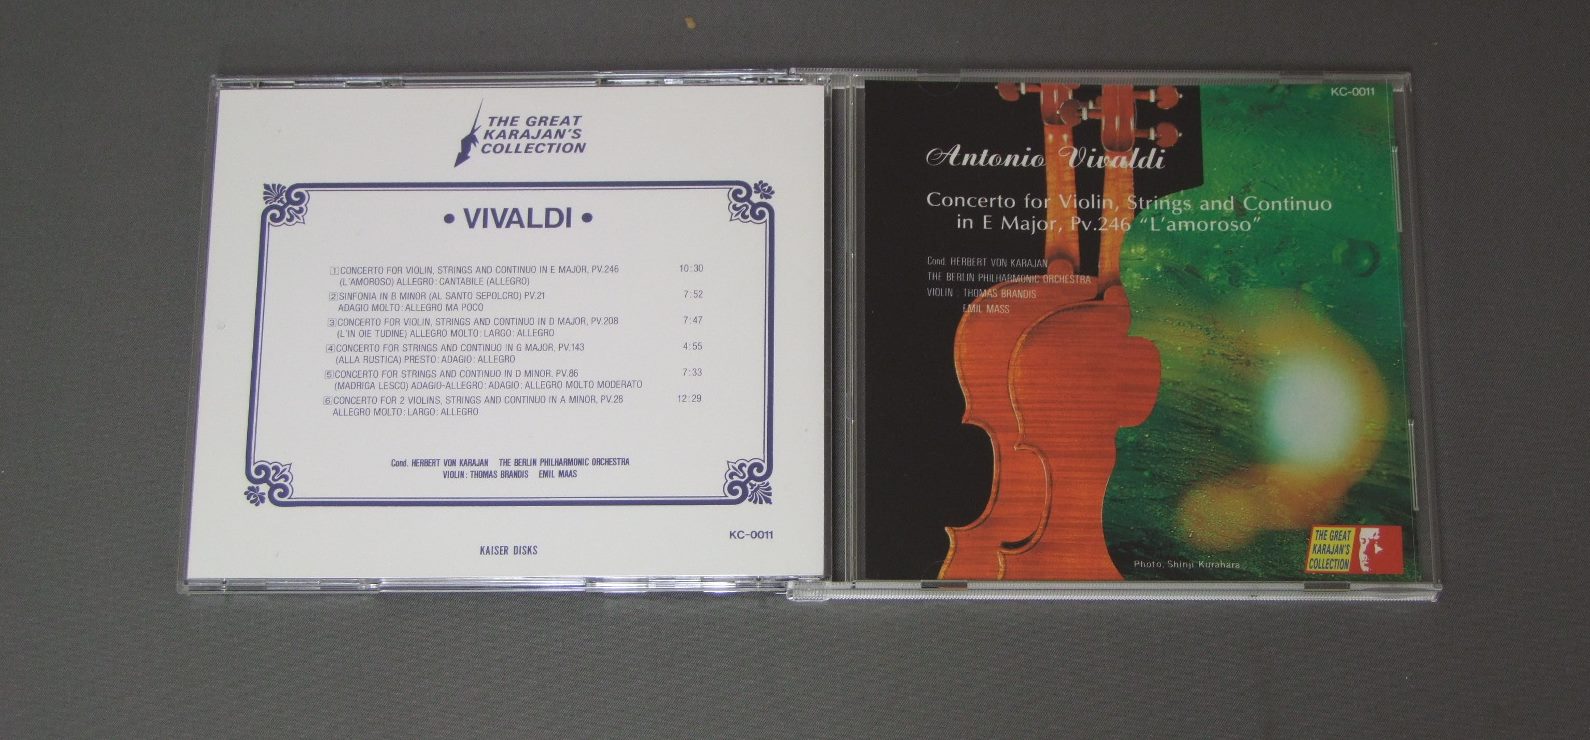 THE GREAT
KARAJAN'S
COLLECTION
• VIVALDI •
1 CONCERTO FOR VIOLIN, STRINGS AND CONTINUO IN E MAJOR, PV.246 10:30
(L'AMOROSO) ALLEGRO: CANTABILE (ALLEGRO)
2 SINFONIA IN B MINOR (AL SANTO SEPOLCRO) PV.21 7:52
ADAGIO MOLTO: ALLEGRO MA POCO
3 CONCERTO FOR VIOLIN, STRINGS AND CONTINUO IN D MAJOR, PV.208 7:47
(L'IN OIE TUDINE) ALLEGRO MOLTO: LARGO: ALLEGRO
4 CONCERTO FOR STRINGS AND CONTINUO IN G MAJOR, PV.143 4:55
(ALLA RUSTICA) PRESTO: ADAGIO: ALLEGRO
5 CONCERTO FOR STRINGS AND CONTINUO IN D MINOR, PV.86 7:33
(MADRIGA LESCO) ADAGIO-ALLEGRO: ADAGIO: ALLEGRO MOLTO MODERATO
6 CONCERTO FOR 2 VIOLINS, STRINGS AND CONTINUO IN A MINOR, PV.28 12:29
ALLEGRO MOLTO: LARGO: ALLEGRO
Cond. HERBERT VON KARAJAN THE BERLIN PHILHARMONIC ORCHESTRA
VIOLIN: THOMAS BRANDIS EMIL MAAS
KC-0011
KAISER DISKS
KC-0011
Antonio Vivaldi
Concerto for Violin, Strings and Continuo
in E Major, Pv.246 "L'amoroso"
Cond. HERBERT VON KARAJAN
THE BERLIN PHILHARMONIC ORCHESTRA
VIOLIN: THOMAS BRANDIS
EMIL MASS
THE GREAT
KARAJAN'S
COLLECTION
Photo. Shinji Kurahara